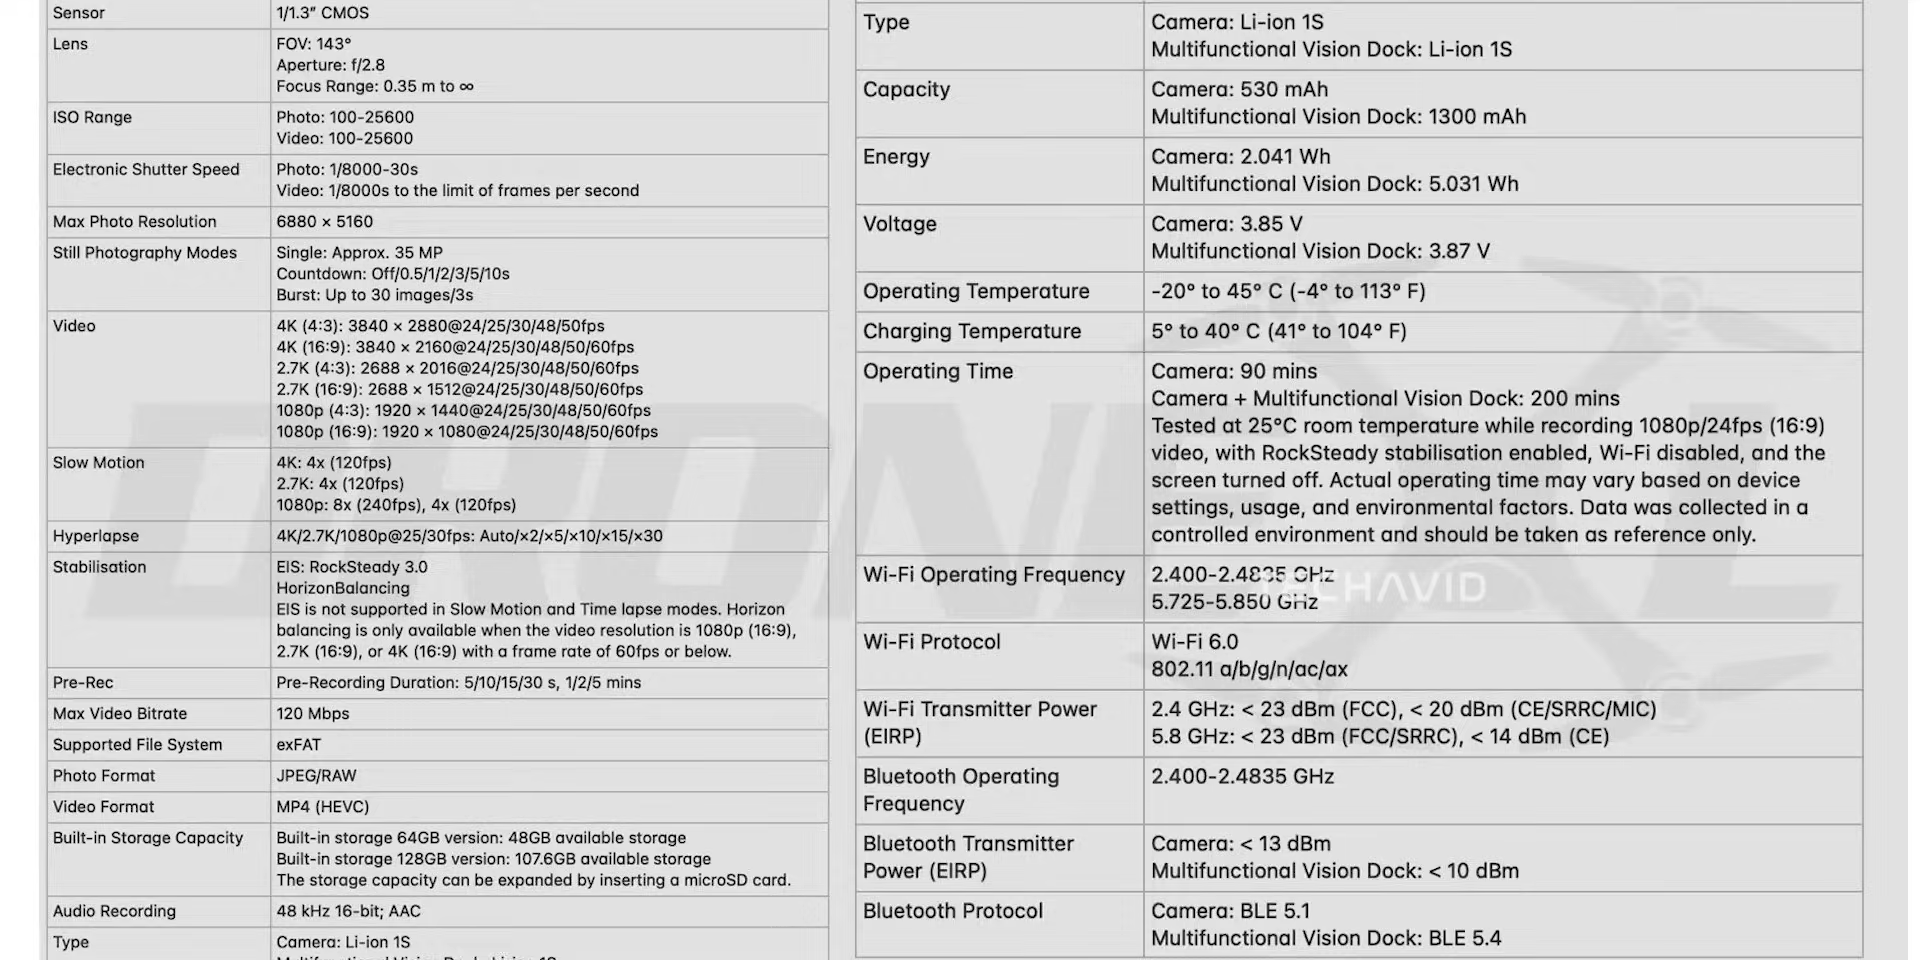 Sensor
1/1.3” CMOS
Lens
FOV: 143°
Aperture: f/2.8
Focus Range: 0.35 m to ∞
ISO Range
Photo: 100-25600
Video: 100-25600
Electronic Shutter Speed
Photo: 1/8000-30s
Video: 1/8000s to the limit of frames per second
Max Photo Resolution
6880 × 5160
Still Photography Modes
Single: Approx. 35 MP
Countdown: Off/0.5/1/2/3/5/10s
Burst: Up to 30 images/3s
Video
4K (4:3): 3840 × 2880@24/25/30/48/50fps
4K (16:9): 3840 × 2160@24/25/30/48/50/60fps
2.7K (4:3): 2688 × 2016@24/25/30/48/50/60fps
2.7K (16:9): 2688 × 1512@24/25/30/48/50/60fps
1080p (4:3): 1920 × 1440@24/25/30/48/50/60fps
1080p (16:9): 1920 × 1080@24/25/30/48/50/60fps
Slow Motion
4K: 4x (120fps)
2.7K: 4x (120fps)
1080p: 8x (240fps), 4x (120fps)
Hyperlapse
4K/2.7K/1080p@25/30fps: Auto/×2/×5/×10/×15/×30
Stabilisation
EIS: RockSteady 3.0
HorizonBalancing
EIS is not supported in Slow Motion and Time lapse modes. Horizon
balancing is only available when the video resolution is 1080p (16:9),
2.7K (16:9), or 4K (16:9) with a frame rate of 60fps or below.
Pre-Rec
Pre-Recording Duration: 5/10/15/30 s, 1/2/5 mins
Max Video Bitrate
120 Mbps
Supported File System
exFAT
Photo Format
JPEG/RAW
Video Format
MP4 (HEVC)
Built-in Storage Capacity
Built-in storage 64GB version: 48GB available storage
Built-in storage 128GB version: 107.6GB available storage
The storage capacity can be expanded by inserting a microSD card.
Audio Recording
48 kHz 16-bit; AAC
Type
Camera: Li-ion 1S
Type
Camera: Li-ion 1S
Multifunctional Vision Dock: Li-ion 1S
Capacity
Camera: 530 mAh
Multifunctional Vision Dock: 1300 mAh
Energy
Camera: 2.041 Wh
Multifunctional Vision Dock: 5.031 Wh
Voltage
Camera: 3.85 V
Multifunctional Vision Dock: 3.87 V
Operating Temperature
-20° to 45° C (-4° to 113° F)
Charging Temperature
5° to 40° C (41° to 104° F)
Operating Time
Camera: 90 mins
Camera + Multifunctional Vision Dock: 200 mins
Tested at 25°C room temperature while recording 1080p/24fps (16:9)
video, with RockSteady stabilisation enabled, Wi-Fi disabled, and the
screen turned off. Actual operating time may vary based on device
settings, usage, and environmental factors. Data was collected in a
controlled environment and should be taken as reference only.
Wi-Fi Operating Frequency
2.400-2.4835 GHz
5.725-5.850 GHz
TECHAVID
Wi-Fi Protocol
Wi-Fi 6.0
802.11 a/b/g/n/ac/ax
Wi-Fi Transmitter Power
(EIRP)
2.4 GHz: < 23 dBm (FCC), < 20 dBm (CE/SRRC/MIC)
5.8 GHz: < 23 dBm (FCC/SRRC), < 14 dBm (CE)
Bluetooth Operating
Frequency
2.400-2.4835 GHz
Bluetooth Transmitter
Power (EIRP)
Camera: < 13 dBm
Multifunctional Vision Dock: < 10 dBm
Bluetooth Protocol
Camera: BLE 5.1
Multifunctional Vision Dock: BLE 5.4
DRONEXL